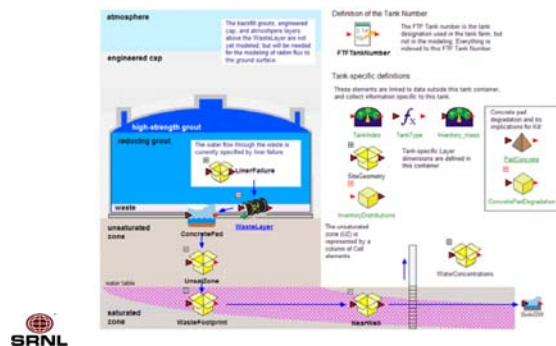 atmosphere
engineered cap
The backfill grouts, engineered
cap, and atmosphere layers
above the WasteLayer are not
yet modeled, but will be needed
for the modeling of radon flux to
the ground surface.
high-strength grout
reducing grout
The water flow through the waste is
currently specified by liner failure.
LinerFailure
waste
WasteLayer
ConcretePad
unsaturated
zone
UnsatZone
water table
saturated
zone
WasteFootprint
NearWell
Definition of the Tank Number
The FTF Tank number is the tank
designation used in the tank farm, but
not in the modeling. Everything is
indexed to this FTF Tank Number.
FTFTankNumber
Tank-specific definitions
These elements are linked to data outside this tank container,
and collect information specific to this tank.
TankIndex
TankType
Inventory_mass
Concrete pad
degradation and its
implications for Kd:
PadConcrete
ConcretePadDegradation
Tank-specific Layer
dimensions are defined in
this container.
SiteGeometry
InventoryDistributions
The unsaturated
zone (UZ) is
represented by a
column of Cell
elements
WaterConcentrations
SRNL